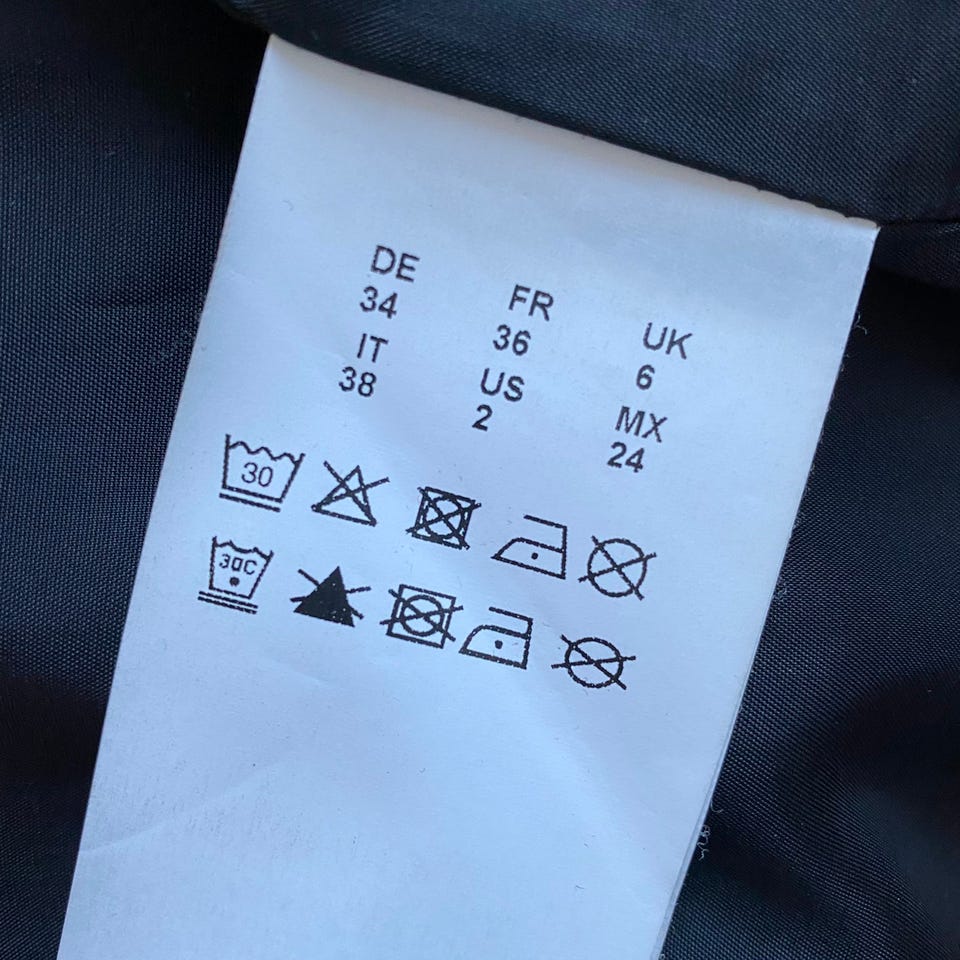 DE FR UK
34 36 6
IT US MX
38 2 24
30
30C